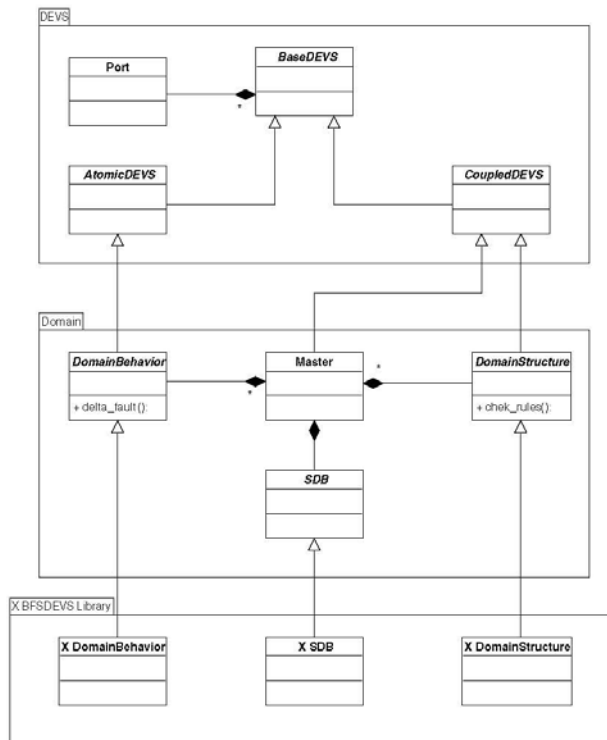 DEVS
BaseDEVS
Port
*
AtomicDEVS
CoupledDEVS
Domain
DomainBehavior
Master
DomainStructure
*
*
+ delta_fault():
+ chek_rules():
SDB
X BFSDEVS Library
X DomainBehavior
X SDB
X DomainStructure